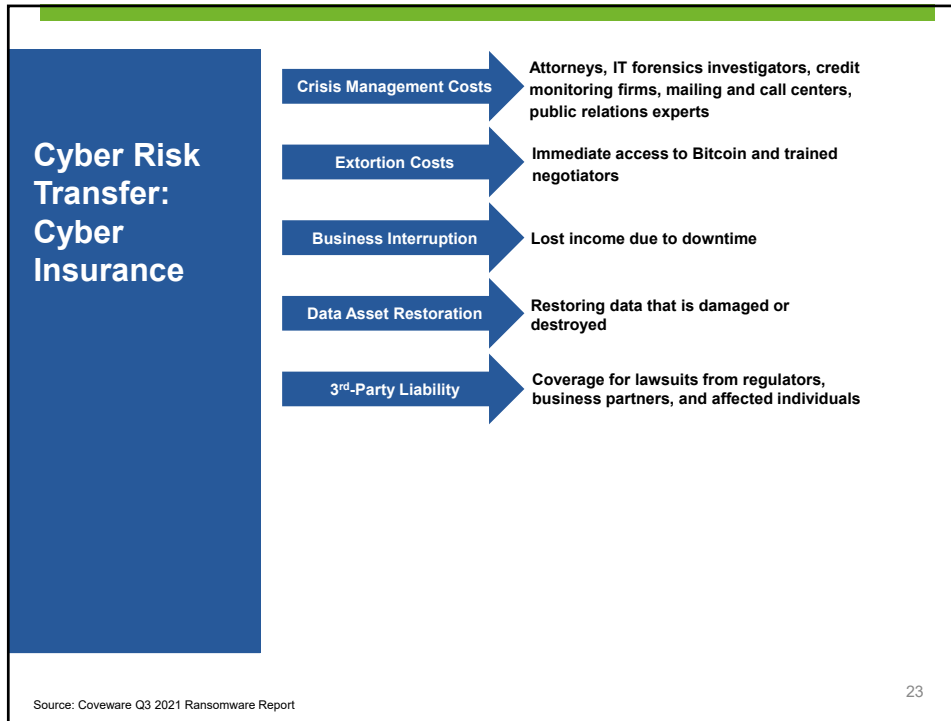 Cyber Risk
Transfer:
Cyber
Insurance
Crisis Management Costs
Attorneys, IT forensics investigators, credit
monitoring firms, mailing and call centers,
public relations experts
Extortion Costs
Immediate access to Bitcoin and trained
negotiators
Business Interruption
Lost income due to downtime
Data Asset Restoration
Restoring data that is damaged or
destroyed
3rd-Party Liability
Coverage for lawsuits from regulators,
business partners, and affected individuals
Source: Coveware Q3 2021 Ransomware Report
23